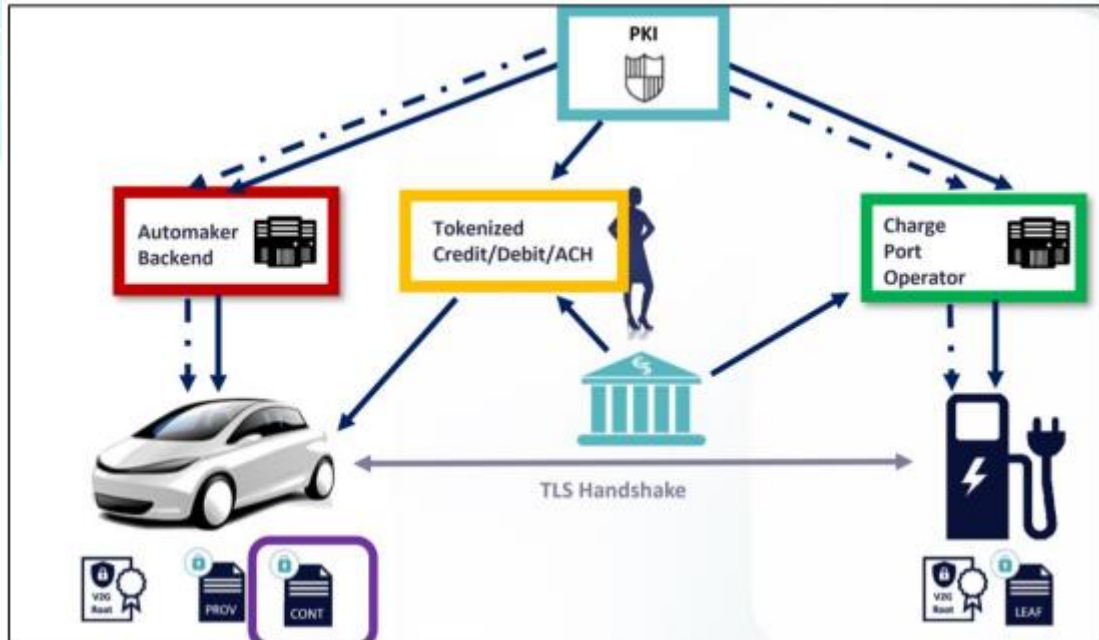 PKI
Automaker
Backend
Tokenized
Credit/Debit/ACH
Charge
Port
Operator
TLS Handshake
V2G
Root
PROV
CONT
V2G
Root
LEAF